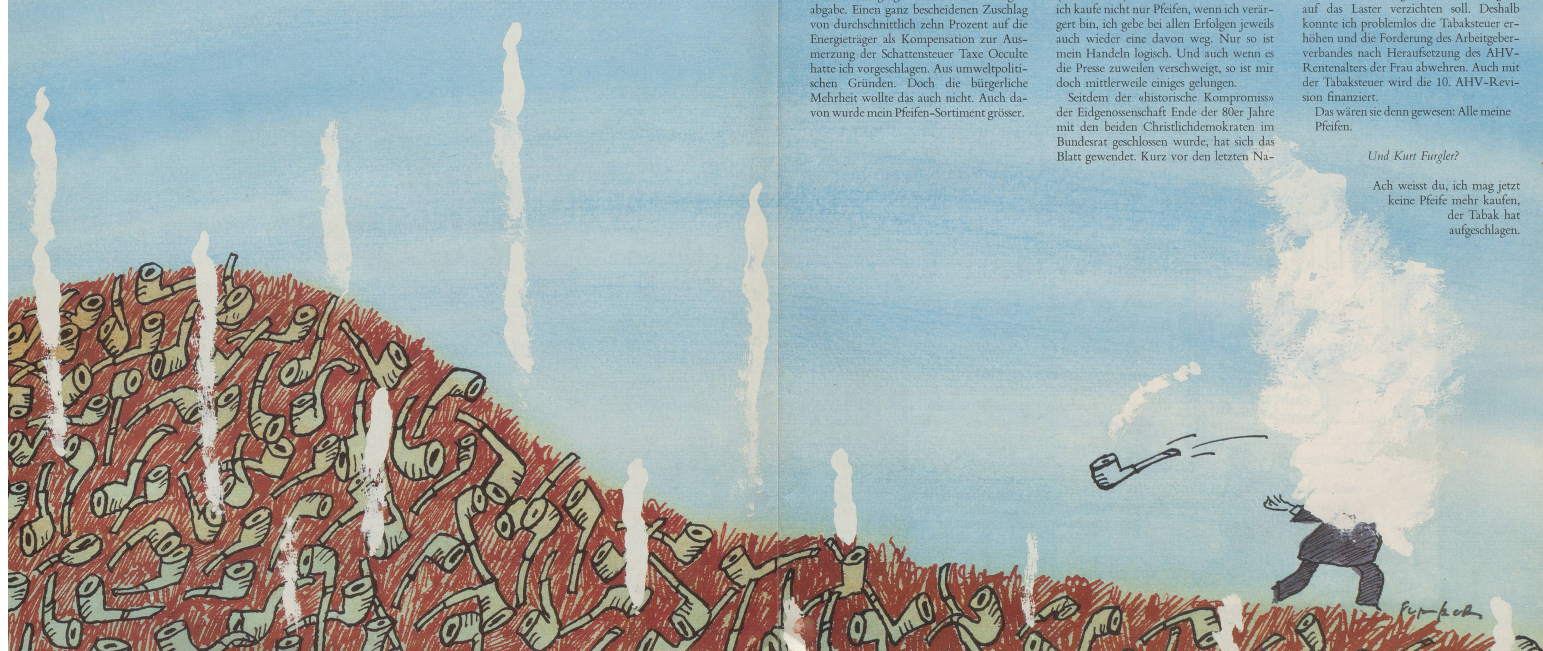 abgabe. Einen ganz bescheidenen Zuschlag
von durchschnittlich zehn Prozent auf die
Energieträger als Kompensation zur Aus-
merzung der Schattensteuer Taxe Occulte
hatte ich vorgeschlagen. Aus umweltpoliti-
schen Gründen. Doch die bürgerliche
Mehrheit wollte das auch nicht. Auch da-
von wurde mein Pfeifen-Sortiment grösser.
ich kaufe nicht nur Pfeifen, wenn ich verär-
gert bin, ich gebe bei allen Erfolgen jeweils
auch wieder eine davon weg. Nur so ist
mein Handeln logisch. Und auch wenn es
die Presse zuweilen verschweigt, so ist mir
doch mittlerweile einiges gelungen.
Seitdem der «historische Kompromiss»
der Eidgenossenschaft Ende der 80er Jahre
mit den beiden Christlichdemokraten im
Bundesrat geschlossen wurde, hat sich das
Blatt gewendet. Kurz vor den letzten Na-
auf das Laster verzichten soll. Deshalb
konnte ich problemlos die Tabaksteuer er-
höhen und die Forderung des Arbeitgeber-
verbandes nach Heraufsetzung des AHV-
Rentenalters der Frau abwehren. Auch mit
der Tabaksteuer wird die 10. AHV-Revi-
sion finanziert.
Das wären sie denn gewesen: Alle meine
Pfeifen.
Und Kurt Furgler?
Ach weisst du, ich mag jetzt
keine Pfeife mehr kaufen,
der Tabak hat
aufgeschlagen.